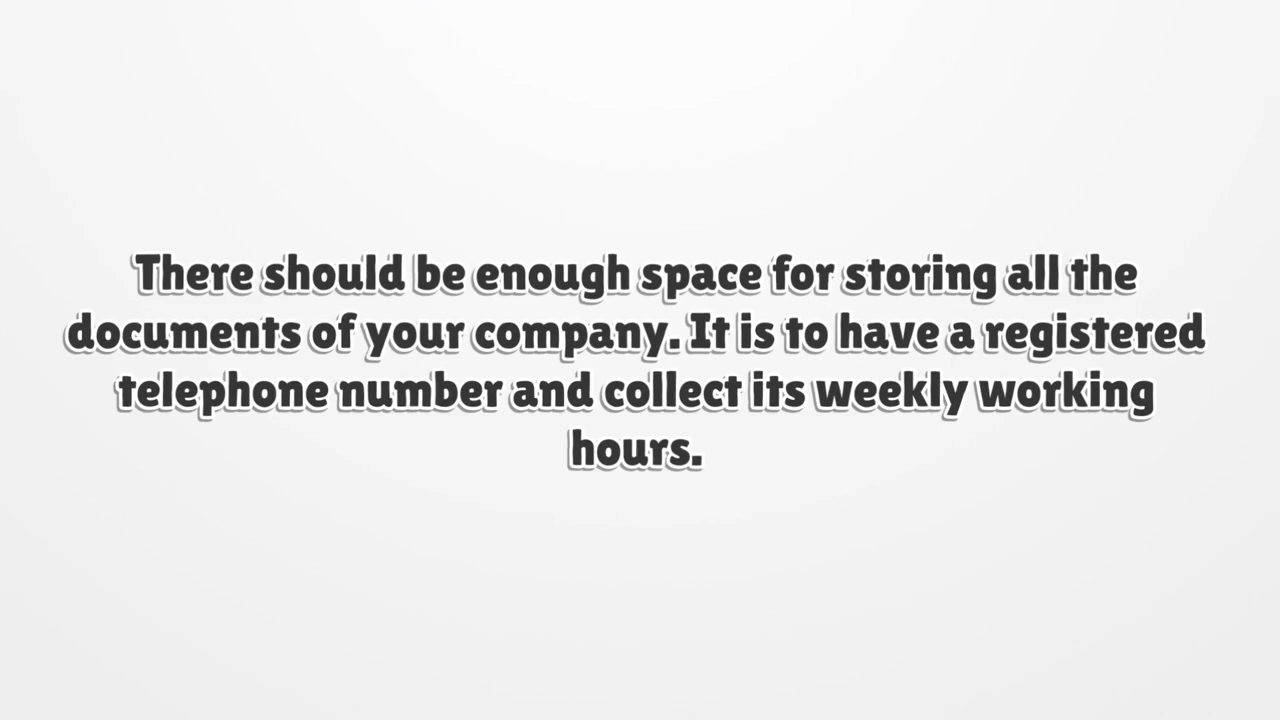 There should be enough space for storing all the
documents of your company. It is to have a registered
telephone number and collect its weekly working
hours.